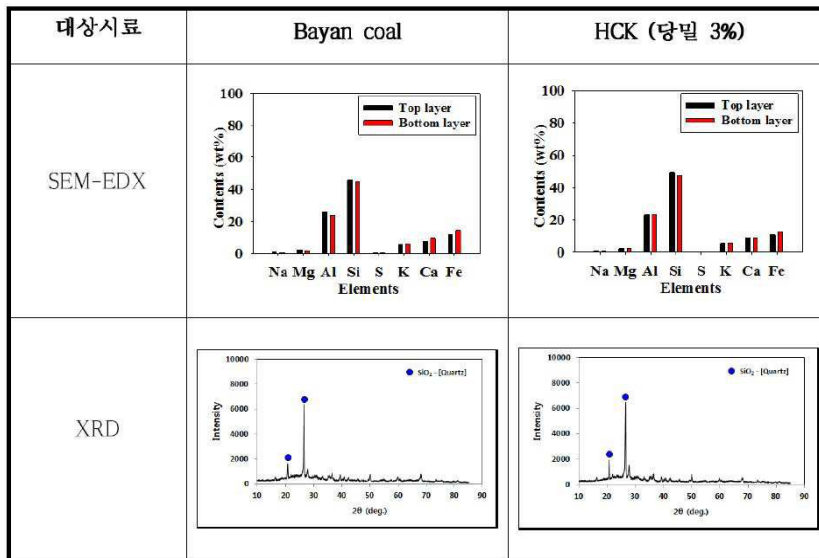 대상시료
Bayan coal
HCK (당밀 3%)
SEM-EDX
100
80
60
40
20
0
Contents (wt%)
Top layer
Bottom layer
Na Mg Al Si S K Ca Fe
Elements
100
80
60
40
20
0
Contents (wt%)
Top layer
Bottom layer
Na Mg Al Si S K Ca Fe
Elements
XRD
10000
8000
6000
4000
2000
0
Intensity
SiO₂ - [Quartz]
10 20 30 40 50 60 70 80 90
2θ (deg.)
10000
8000
6000
4000
2000
0
Intensity
SiO₂ - [Quartz]
10 20 30 40 50 60 70 80 90
2θ (deg.)